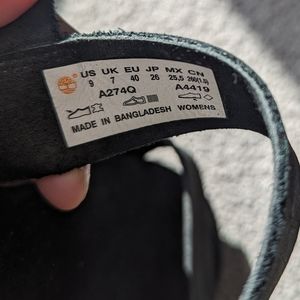 US UK EU JP MX CN
9 7 40 26 25,5 260(1.5)
A274Q A4419
MADE IN BANGLADESH WOMENS